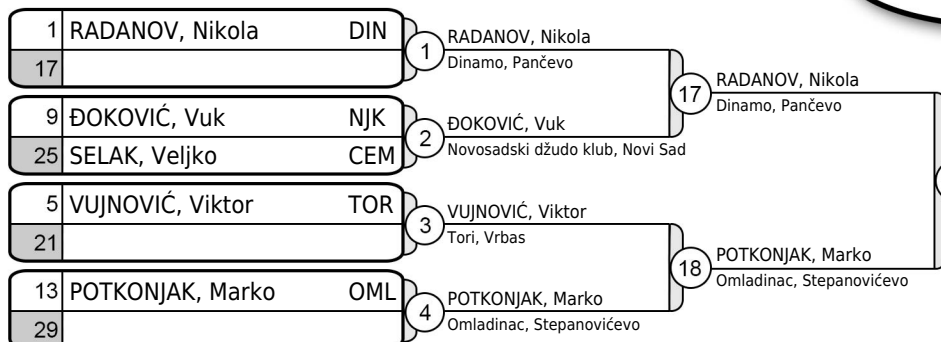 1 RADANOV, Nikola DIN
17
9 ĐOKOVIĆ, Vuk NJK
25 SELAK, Veljko CEM
5 VUJNOVIĆ, Viktor TOR
21
13 POTKONJAK, Marko OML
29
1
RADANOV, Nikola
Dinamo, Pančevo
2
ĐOKOVIĆ, Vuk
Novosadski džudo klub, Novi Sad
3
VUJNOVIĆ, Viktor
Tori, Vrbas
4
POTKONJAK, Marko
Omladinac, Stepanovićevo
17
RADANOV, Nikola
Dinamo, Pančevo
18
POTKONJAK, Marko
Omladinac, Stepanovićevo